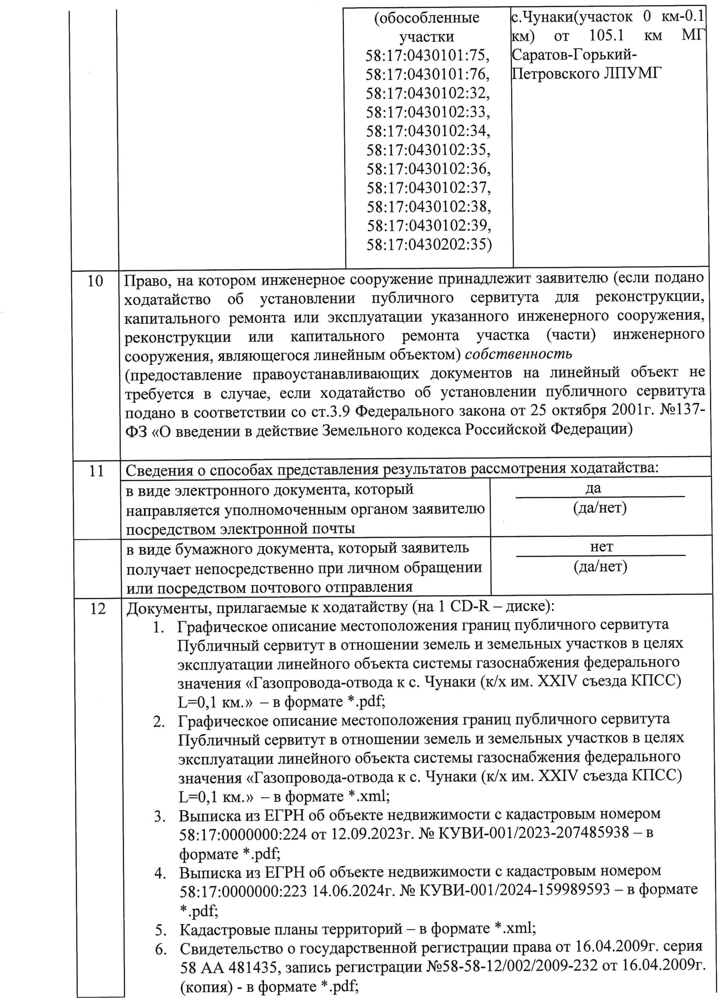 (обособленные
участки
58:17:0430101:75,
58:17:0430101:76,
58:17:0430102:32,
58:17:0430102:33,
58:17:0430102:34,
58:17:0430102:35,
58:17:0430102:36,
58:17:0430102:37,
58:17:0430102:38,
58:17:0430102:39,
58:17:0430202:35)
с.Чунаки(участок 0 км-0.1
км) от 105.1 км МГ
Саратов-Горький-
Петровского ЛПУМГ
10
Право, на котором инженерное сооружение принадлежит заявителю (если подано
ходатайство об установлении публичного сервитута для реконструкции,
капитального ремонта или эксплуатации указанного инженерного сооружения,
реконструкции или капитального ремонта участка (части) инженерного
сооружения, являющегося линейным объектом) собственность
(предоставление правоустанавливающих документов на линейный объект не
требуется в случае, если ходатайство об установлении публичного сервитута
подано в соответствии со ст.3.9 Федерального закона от 25 октября 2001г. №137-
ФЗ «О введении в действие Земельного кодекса Российской Федерации)
11
Сведения о способах представления результатов рассмотрения ходатайства:
в виде электронного документа, который
направляется уполномоченным органом заявителю
посредством электронной почты
да
(да/нет)
в виде бумажного документа, который заявитель
получает непосредственно при личном обращении
или посредством почтового отправления
нет
(да/нет)
12
Документы, прилагаемые к ходатайству (на 1 CD-R – диске):
1. Графическое описание местоположения границ публичного сервитута
Публичный сервитут в отношении земель и земельных участков в целях
эксплуатации линейного объекта системы газоснабжения федерального
значения «Газопровода-отвода к с. Чунаки (к/х им. XXIV съезда КПСС)
L=0,1 км.» – в формате *.pdf;
2. Графическое описание местоположения границ публичного сервитута
Публичный сервитут в отношении земель и земельных участков в целях
эксплуатации линейного объекта системы газоснабжения федерального
значения «Газопровода-отвода к с. Чунаки (к/х им. XXIV съезда КПСС)
L=0,1 км.» – в формате *.xml;
3. Выписка из ЕГРН об объекте недвижимости с кадастровым номером
58:17:0000000:224 от 12.09.2023г. № КУВИ-001/2023-207485938 – в
формате *.pdf;
4. Выписка из ЕГРН об объекте недвижимости с кадастровым номером
58:17:0000000:223 14.06.2024г. № КУВИ-001/2024-159989593 – в формате
*.pdf;
5. Кадастровые планы территорий – в формате *.xml;
6. Свидетельство о государственной регистрации права от 16.04.2009г. серия
58 АА 481435, запись регистрации №58-58-12/002/2009-232 от 16.04.2009г.
(копия) - в формате *.pdf;